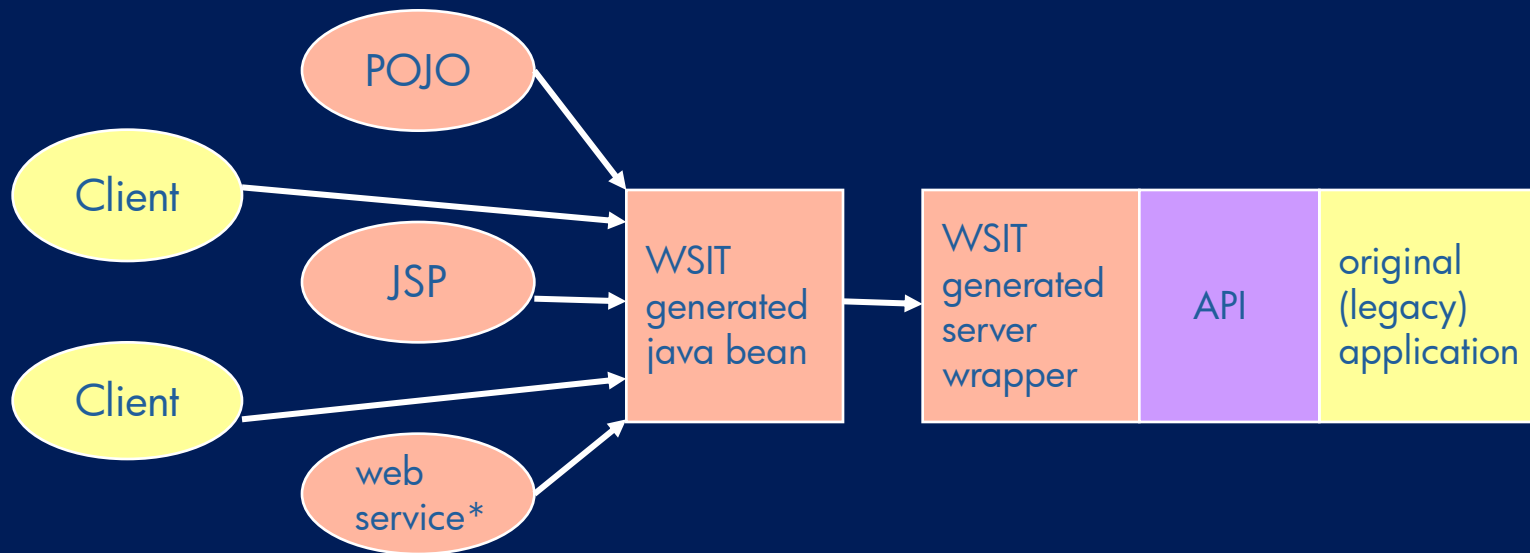 POJO
Client
JSP
Client
web
service*
WSIT
generated
java bean
WSIT
generated
server
wrapper
API
original
(legacy)
application